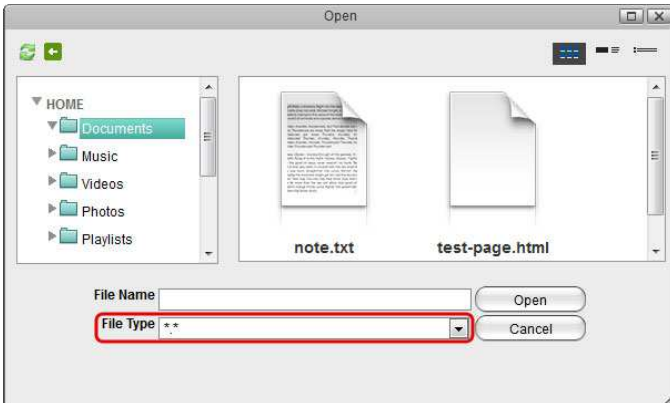 Open
HOME
Documents
Music
Videos
Photos
Playlists
note.txt
test-page.html
File Name
Open
File Type *.*
Cancel